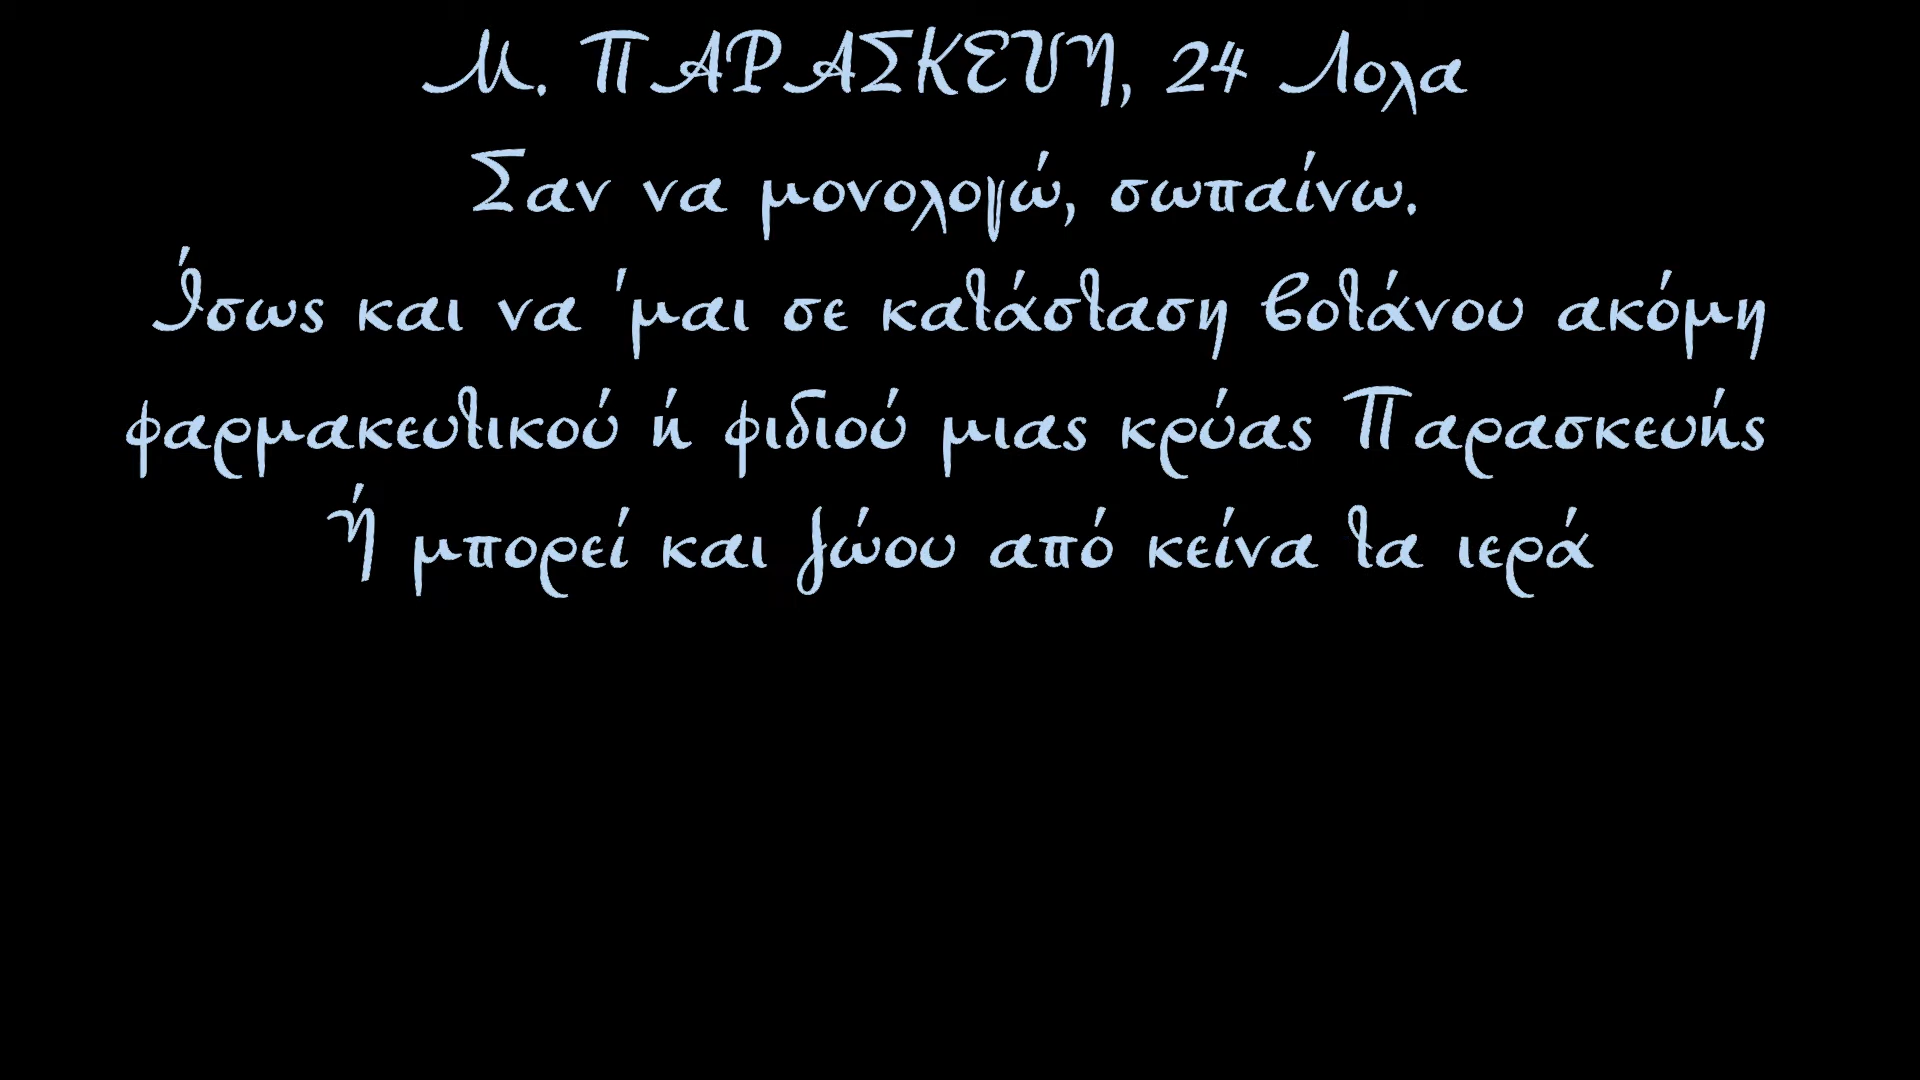 Μ. ΠΑΡΑΣΚΕΥΗ, 24 Λολα
Σαν να μονολογώ, σωπαίνω.
Ίσως και να 'μαι σε κατάσταση βοτάνου ακόμη
φαρμακευτικού ή φιδιού μιας κρύας Παρασκευής
Ή μπορεί και ζώου από κείνα τα ιερά